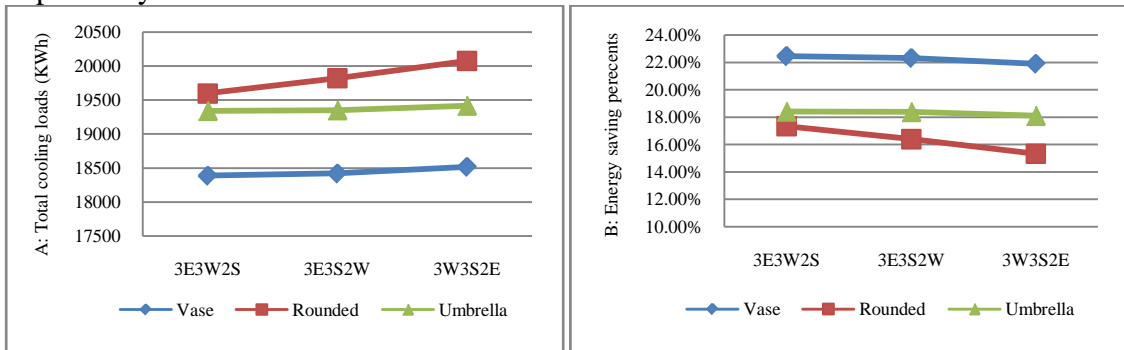 A: Total cooling loads (KWh)
20500
20000
19500
19000
18500
18000
17500
3E3W2S 3E3S2W 3W3S2E
Vase Rounded Umbrella
B: Energy saving precents
24.00%
22.00%
20.00%
18.00%
16.00%
14.00%
12.00%
10.00%
3E3W2S 3E3S2W 3W3S2E
Vase Rounded Umbrella